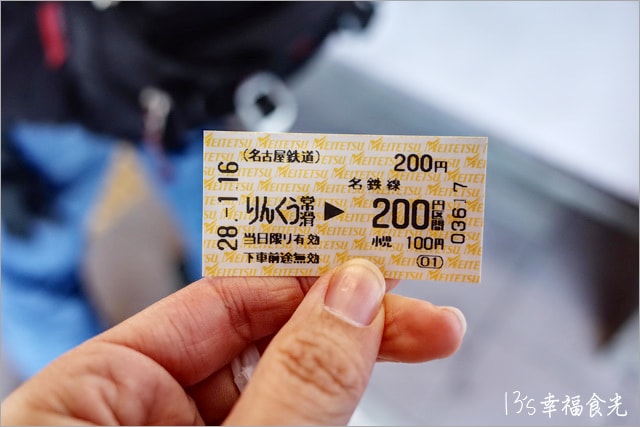 (名古屋鉄道) 200円
28.-1.16
名鉄線
りんくう常滑 ▶ 200円区間
当日限り有効 小児 100円
下車前途無効 (01)
03617
13's幸福食光